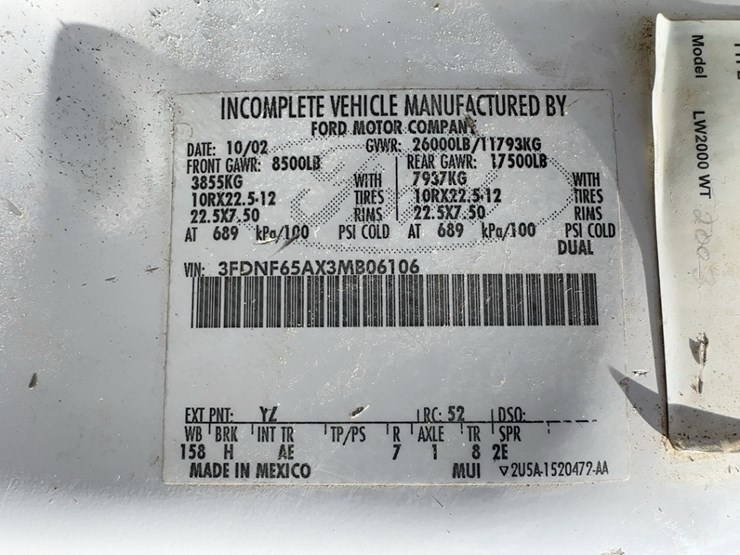 INCOMPLETE VEHICLE MANUFACTURED BY
FORD MOTOR COMPANY
DATE: 10/02 GVWR: 26000LB/11793KG
FRONT GAWR: 8500LB REAR GAWR: 17500LB
3855KG WITH 7937KG WITH
10RX22.5-12 TIRES 10RX22.5-12 TIRES
22.5X7.50 RIMS 22.5X7.50 RIMS
AT 689 kPa/100 PSI COLD AT 689 kPa/100 PSI COLD
DUAL
VIN: 3FDNF65AX3MB06106
EXT PNT: YZ RC: 52 DSO:
WB BRK INT TR TP/PS R AXLE TR SPR
158 H AE 7 1 8 2E
MADE IN MEXICO MUI ▽2U5A-1520472-AA
Model LW2000 WT